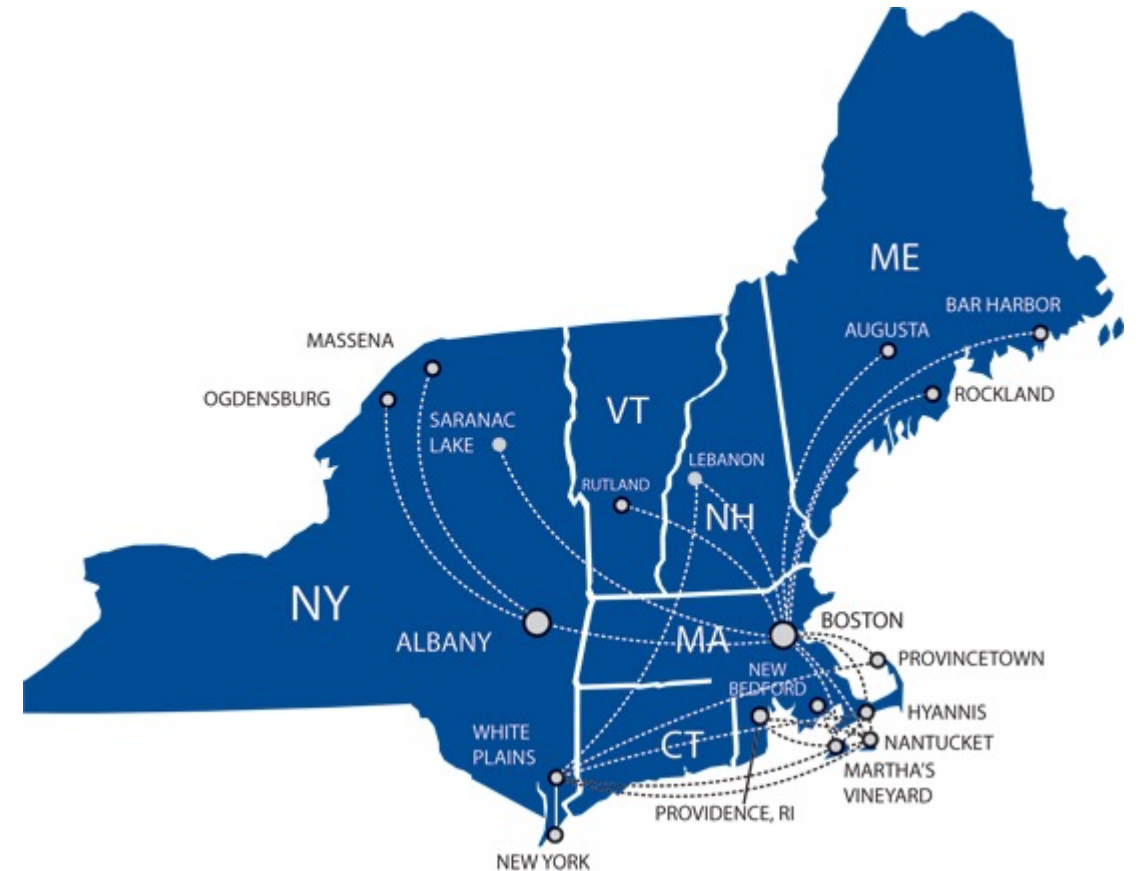 ME
BAR HARBOR
AUGUSTA
MASSENA
OGDENSBURG
ROCKLAND
VT
SARANAC
LAKE
LEBANON
RUTLAND
NH
NY
BOSTON
ALBANY
MA
PROVINCETOWN
NEW
BEDFORD
HYANNIS
WHITE
PLAINS
CT
NANTUCKET
MARTHA'S
VINEYARD
PROVIDENCE, RI
NEW YORK